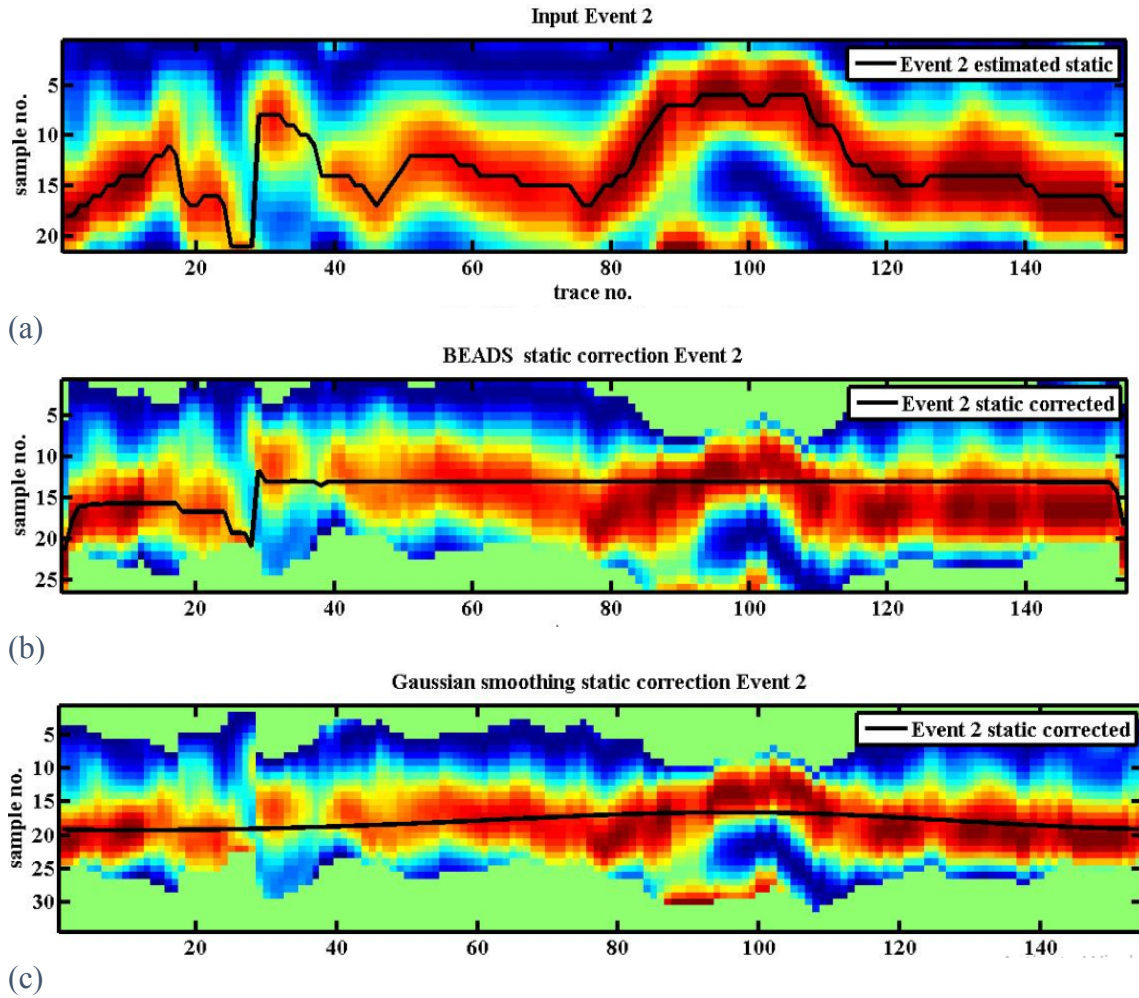 Input Event 2
Event 2 estimated static
sample no.
5
10
15
20
20 40 60 80 100 120 140
trace no.
(a)
BEADS static correction Event 2
Event 2 static corrected
sample no.
5
10
15
20
25
20 40 60 80 100 120 140
(b)
Gaussian smoothing static correction Event 2
Event 2 static corrected
sample no.
5
10
15
20
25
30
20 40 60 80 100 120 140
(c)